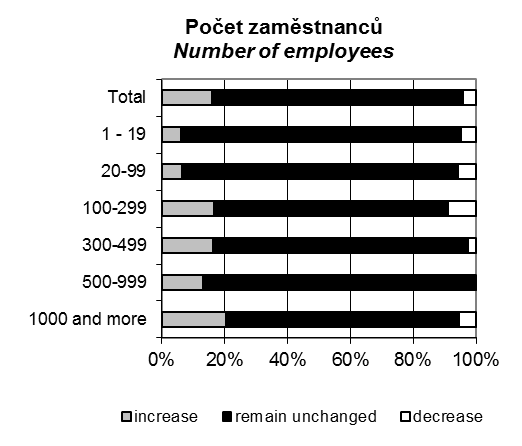 Počet zaměstnanců
Number of employees
Total
1 - 19
20-99
100-299
300-499
500-999
1000 and more
0% 20% 40% 60% 80% 100%
increase remain unchanged decrease